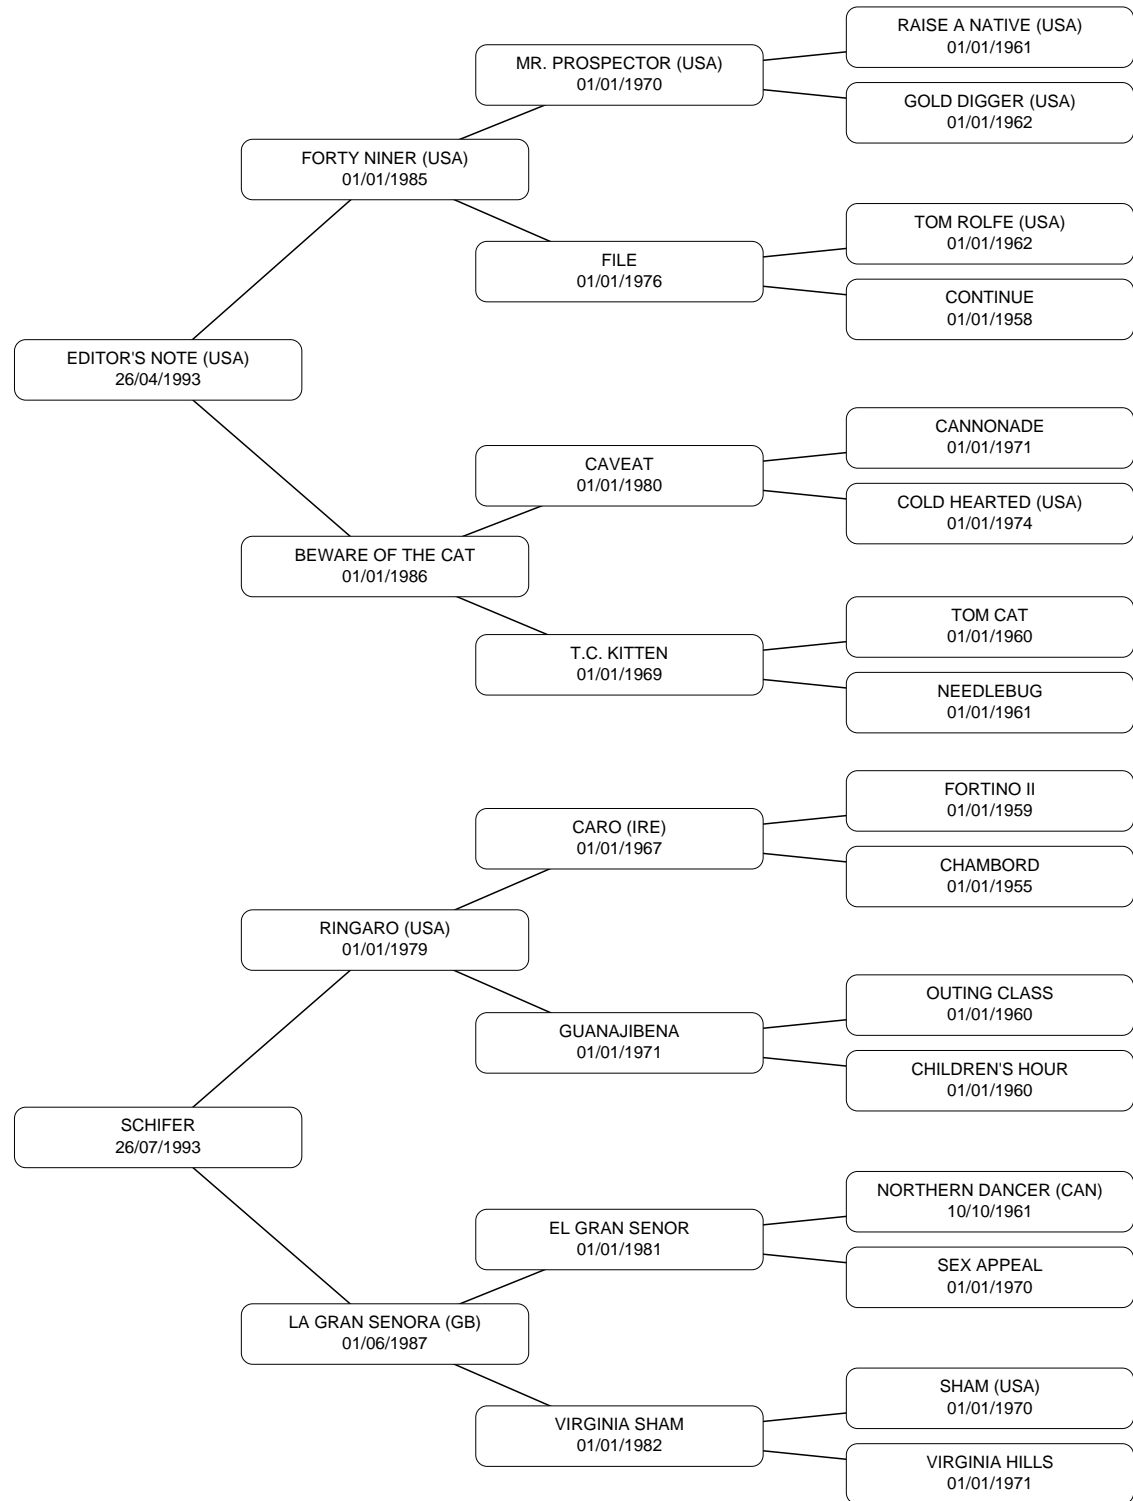 RAISE A NATIVE (USA)
01/01/1961
MR. PROSPECTOR (USA)
01/01/1970
GOLD DIGGER (USA)
01/01/1962
FORTY NINER (USA)
01/01/1985
TOM ROLFE (USA)
01/01/1962
FILE
01/01/1976
CONTINUE
01/01/1958
EDITOR'S NOTE (USA)
26/04/1993
CANNONADE
01/01/1971
CAVEAT
01/01/1980
COLD HEARTED (USA)
01/01/1974
BEWARE OF THE CAT
01/01/1986
TOM CAT
01/01/1960
T.C. KITTEN
01/01/1969
NEEDLEBUG
01/01/1961
FORTINO II
01/01/1959
CARO (IRE)
01/01/1967
CHAMBORD
01/01/1955
RINGARO (USA)
01/01/1979
OUTING CLASS
01/01/1960
GUANAJIBENA
01/01/1971
CHILDREN'S HOUR
01/01/1960
SCHIFER
26/07/1993
NORTHERN DANCER (CAN)
10/10/1961
EL GRAN SENOR
01/01/1981
SEX APPEAL
01/01/1970
LA GRAN SENORA (GB)
01/06/1987
SHAM (USA)
01/01/1970
VIRGINIA SHAM
01/01/1982
VIRGINIA HILLS
01/01/1971